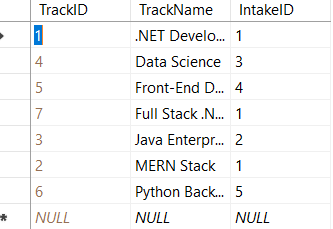 TrackID TrackName IntakeID
1 .NET Develo... 1
4 Data Science 3
5 Front-End D... 4
7 Full Stack .N... 1
3 Java Enterpr... 2
2 MERN Stack 1
6 Python Back... 5
NULL NULL NULL